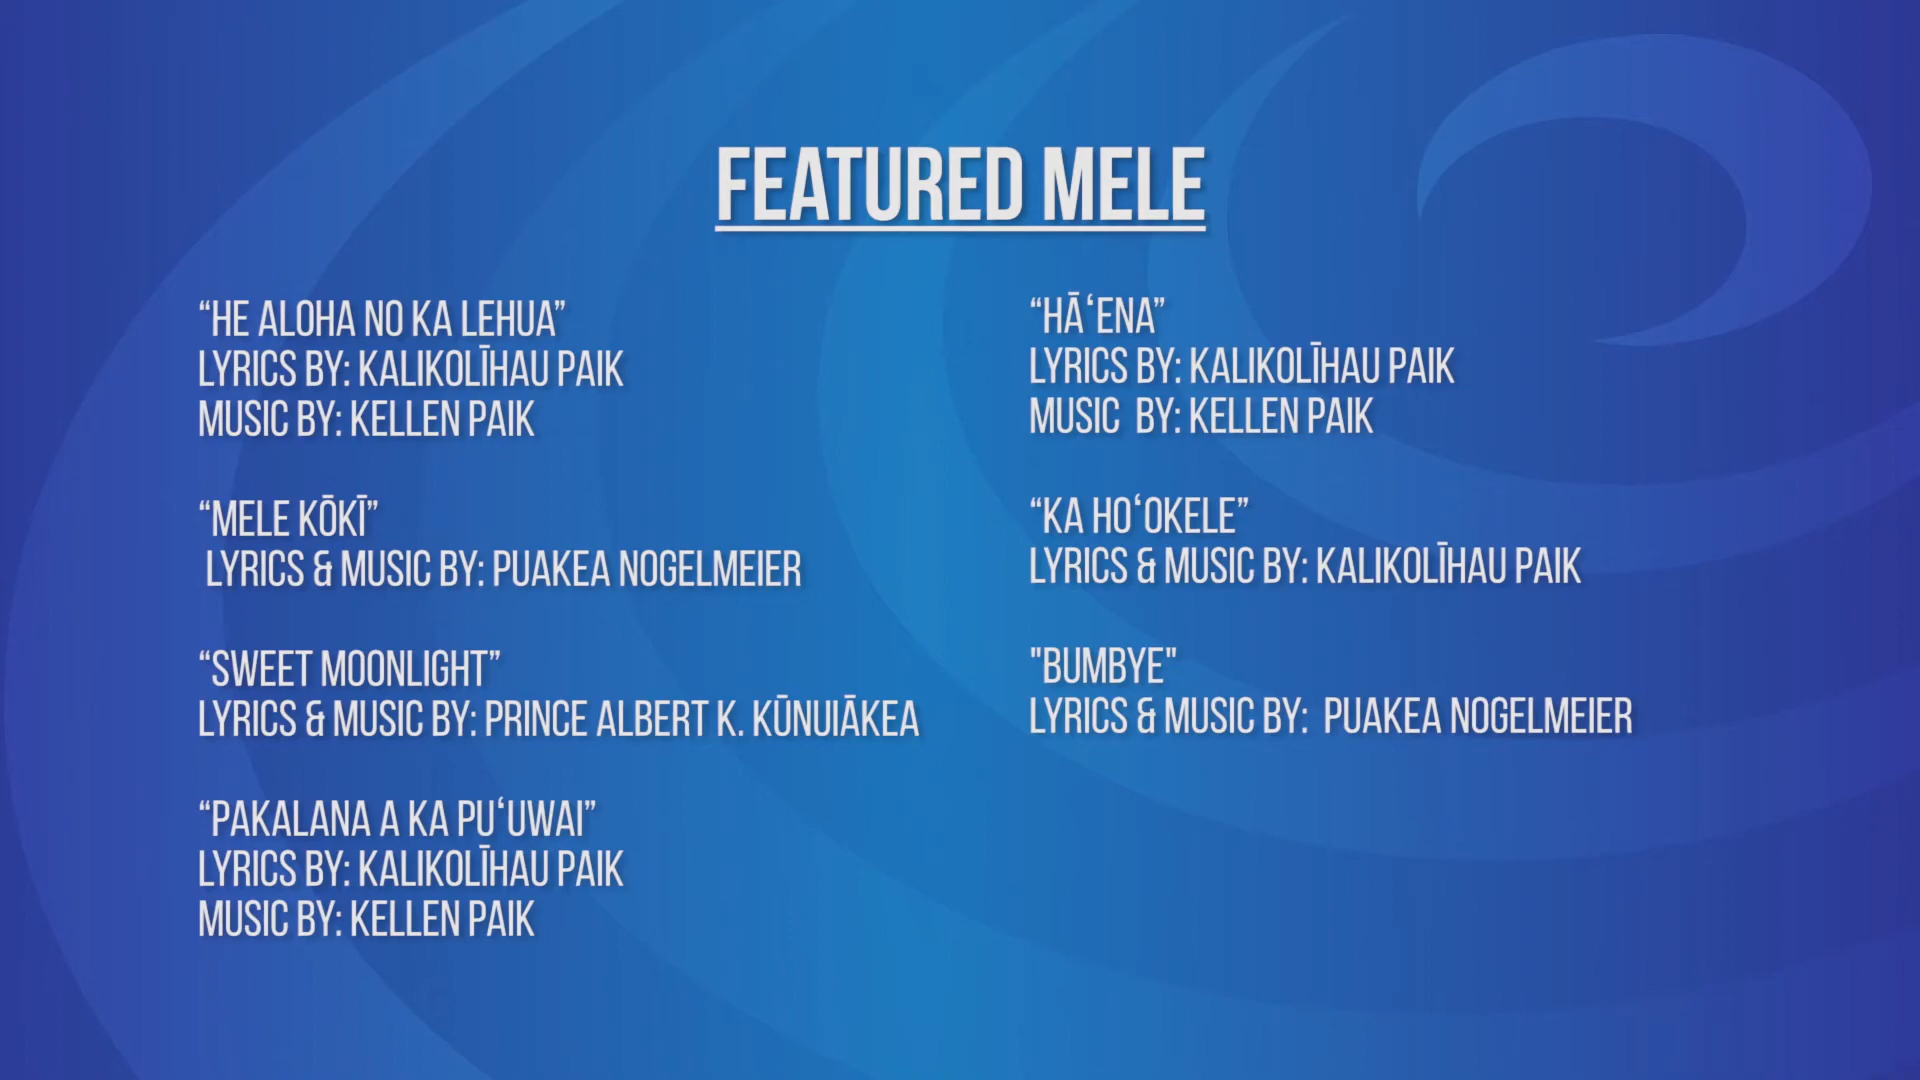 FEATURED MELE
“HE ALOHA NO KA LEHUA”
LYRICS BY: KALIKOLĪHAU PAIK
MUSIC BY: KELLEN PAIK
“MELE KŌKĪ”
LYRICS & MUSIC BY: PUAKEA NOGELMEIER
“SWEET MOONLIGHT”
LYRICS & MUSIC BY: PRINCE ALBERT K. KŪNUIĀKEA
“PAKALANA A KA PUʻUWAI”
LYRICS BY: KALIKOLĪHAU PAIK
MUSIC BY: KELLEN PAIK
“HĀʻENA”
LYRICS BY: KALIKOLĪHAU PAIK
MUSIC  BY: KELLEN PAIK
“KA HOʻOKELE”
LYRICS & MUSIC BY: KALIKOLĪHAU PAIK
"BUMBYE"
LYRICS & MUSIC BY:  PUAKEA NOGELMEIER